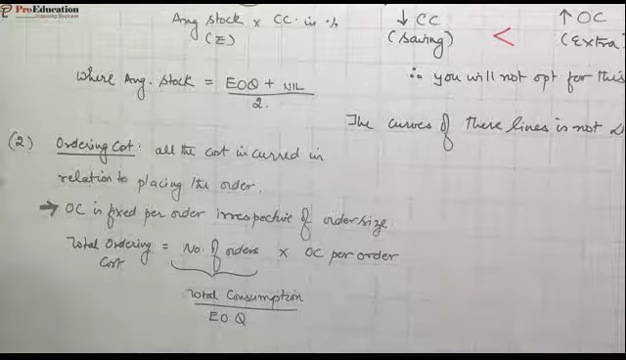 ProEducation
Avg stock × CC in %
(Z)
where Avg. Stock = EOQ + NIL
2.
(2) Ordering Cost: all the cost incurred in
relation to placing the order.
→ OC is fixed per order irrespective of order size
Total Ordering Cost = No. of orders × OC per order
Total Consumption
EOQ
↓ CC < ↑ OC
(Saving) (Extra)
∴ you will not opt for this
The curves of these lines is not